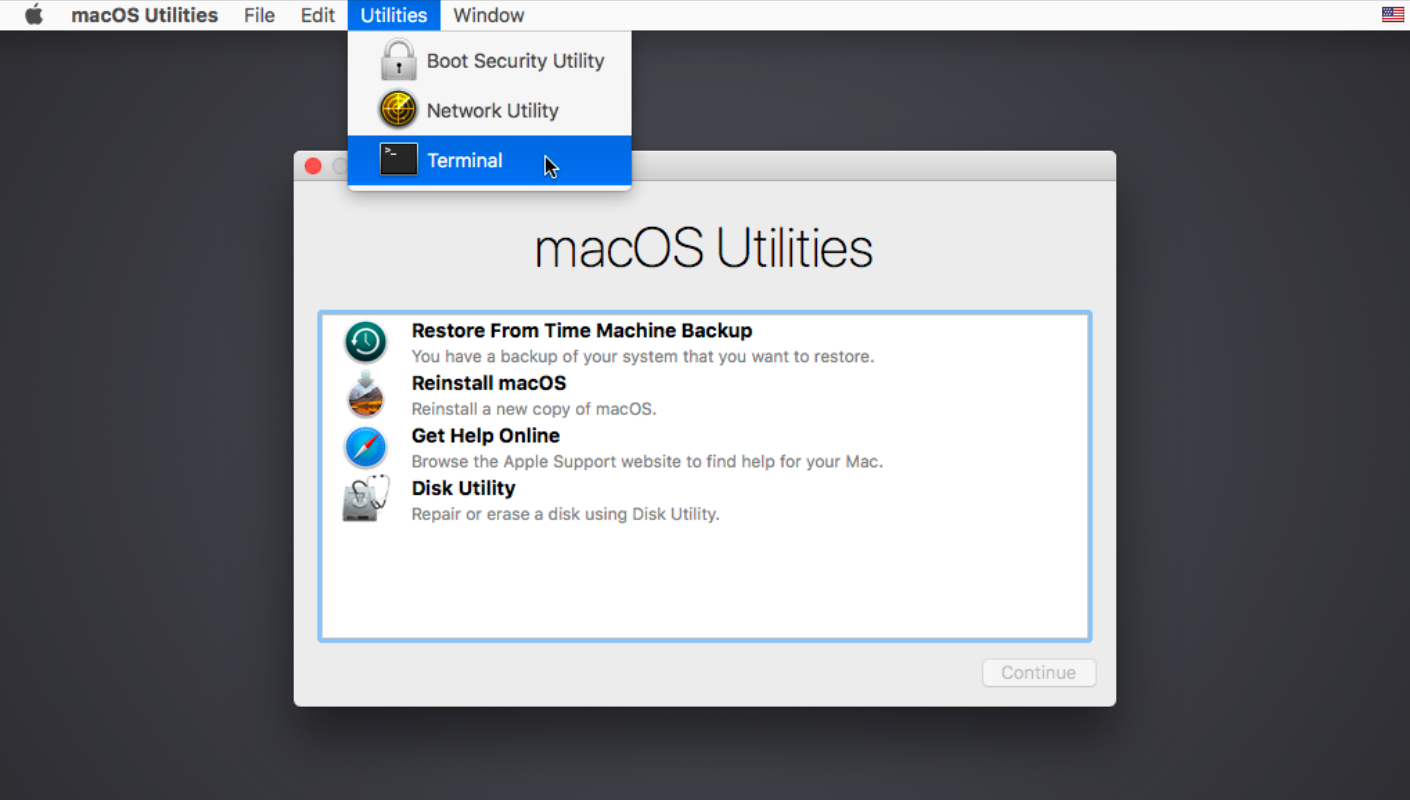 macOS Utilities File Edit Utilities Window
Boot Security Utility
Network Utility
>_
Terminal
macOS Utilities
Restore From Time Machine Backup
You have a backup of your system that you want to restore.
Reinstall macOS
Reinstall a new copy of macOS.
Get Help Online
Browse the Apple Support website to find help for your Mac.
Disk Utility
Repair or erase a disk using Disk Utility.
Continue